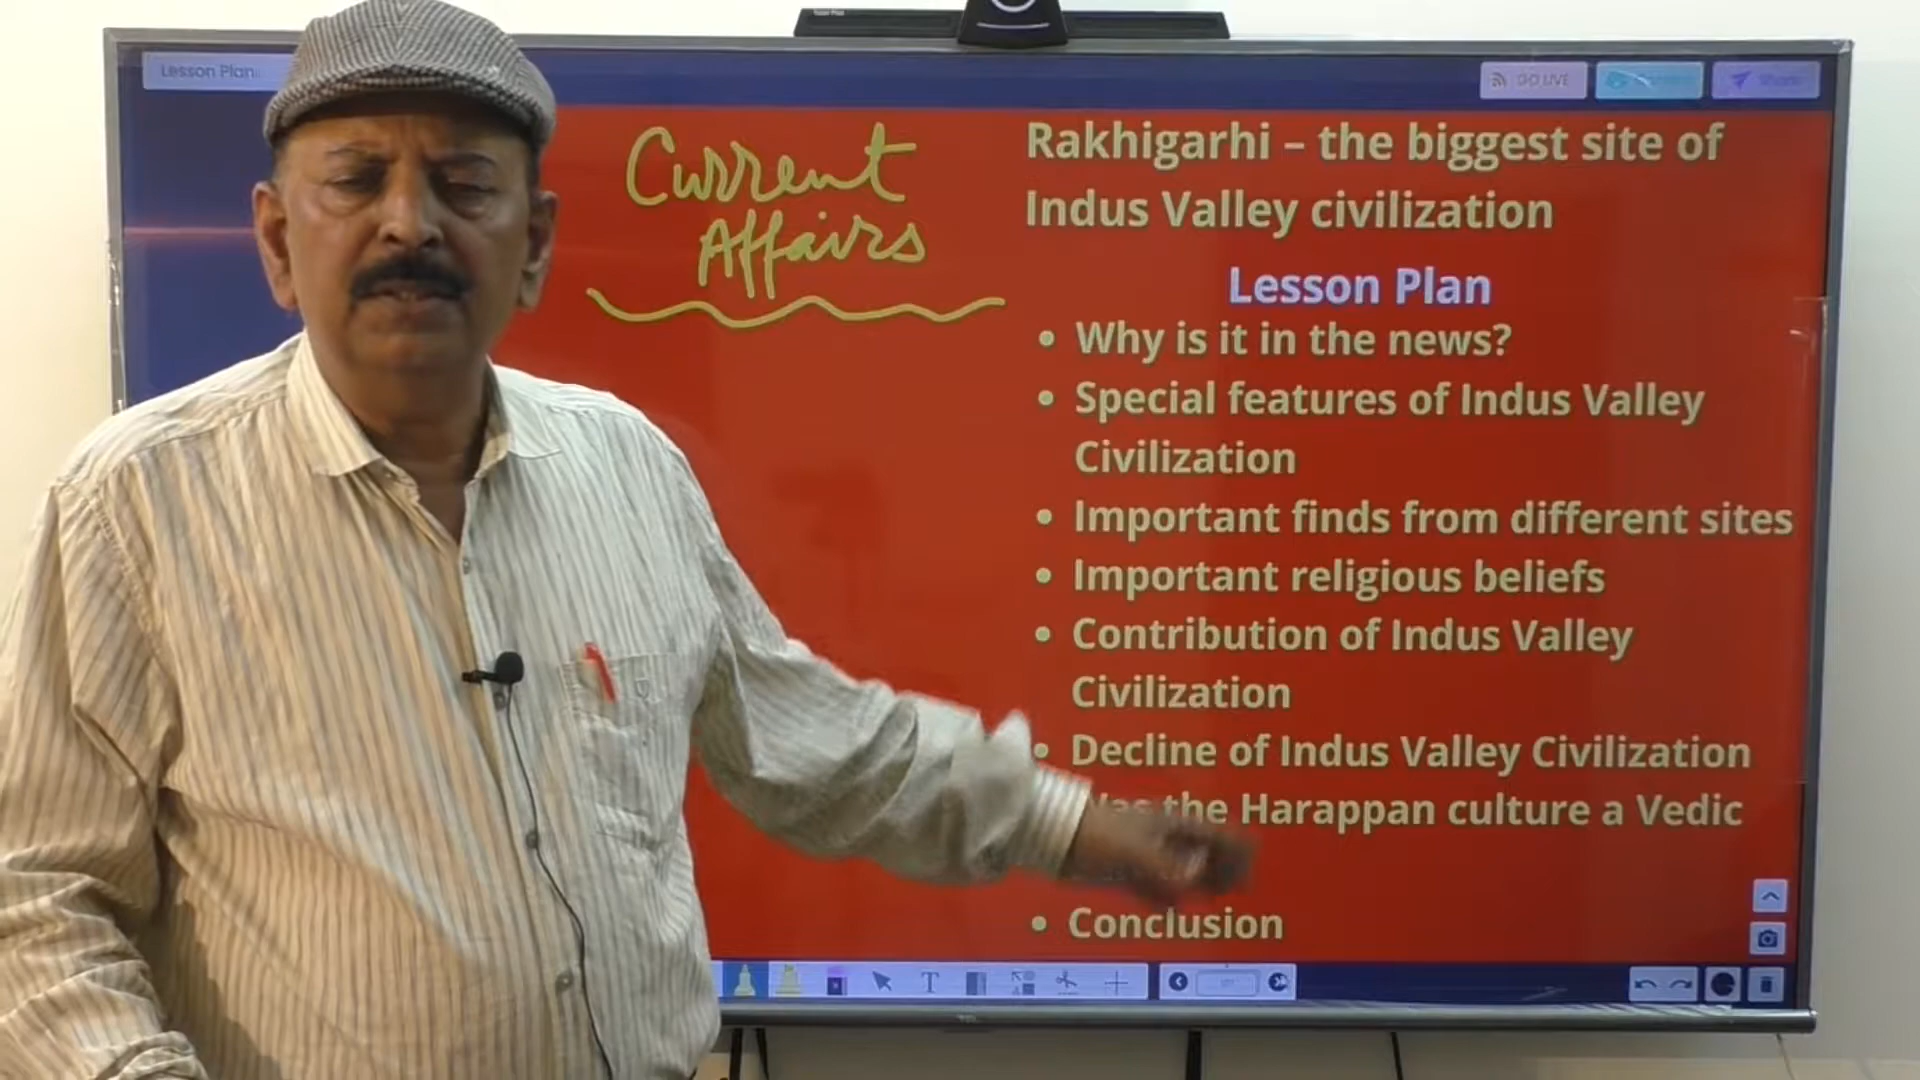 Lesson Plan
GO LIVE
Share
Current
Affairs
Rakhigarhi – the biggest site of
Indus Valley civilization
Lesson Plan
• Why is it in the news?
• Special features of Indus Valley
Civilization
• Important finds from different sites
• Important religious beliefs
• Contribution of Indus Valley
Civilization
• Decline of Indus Valley Civilization
Was the Harappan culture a Vedic
• Conclusion
T